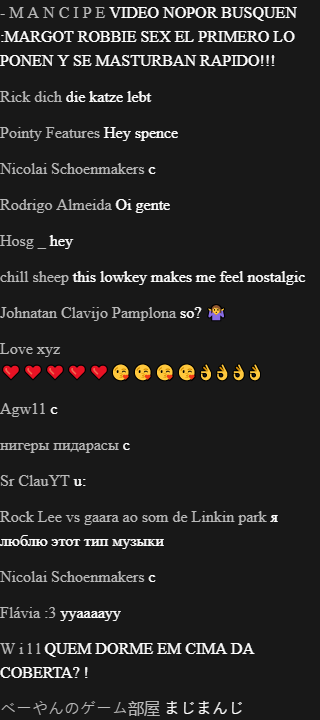 - M A N C I P E VIDEO NOPOR BUSQUEN
:MARGOT ROBBIE SEX EL PRIMERO LO
PONEN Y SE MASTURBAN RAPIDO!!!
Rick dich die katze lebt
Pointy Features Hey spence
Nicolai Schoenmakers c
Rodrigo Almeida Oi gente
Hosg _ hey
chill sheep this lowkey makes me feel nostalgic
Johnatan Clavijo Pamplona so? 🤷‍♀️
Love xyz
❤️❤️❤️❤️❤️😘😘😘😘👌👌👌👌
Agw11 c
нигеры пидарасы c
Sr ClauYT u:
Rock Lee vs gaara ao som de Linkin park я
люблю этот тип музыки
Nicolai Schoenmakers c
Flávia :3 yyaaaayy
W i l l QUEM DORME EM CIMA DA
COBERTA? !
べーやんのゲーム部屋 まじまんじ